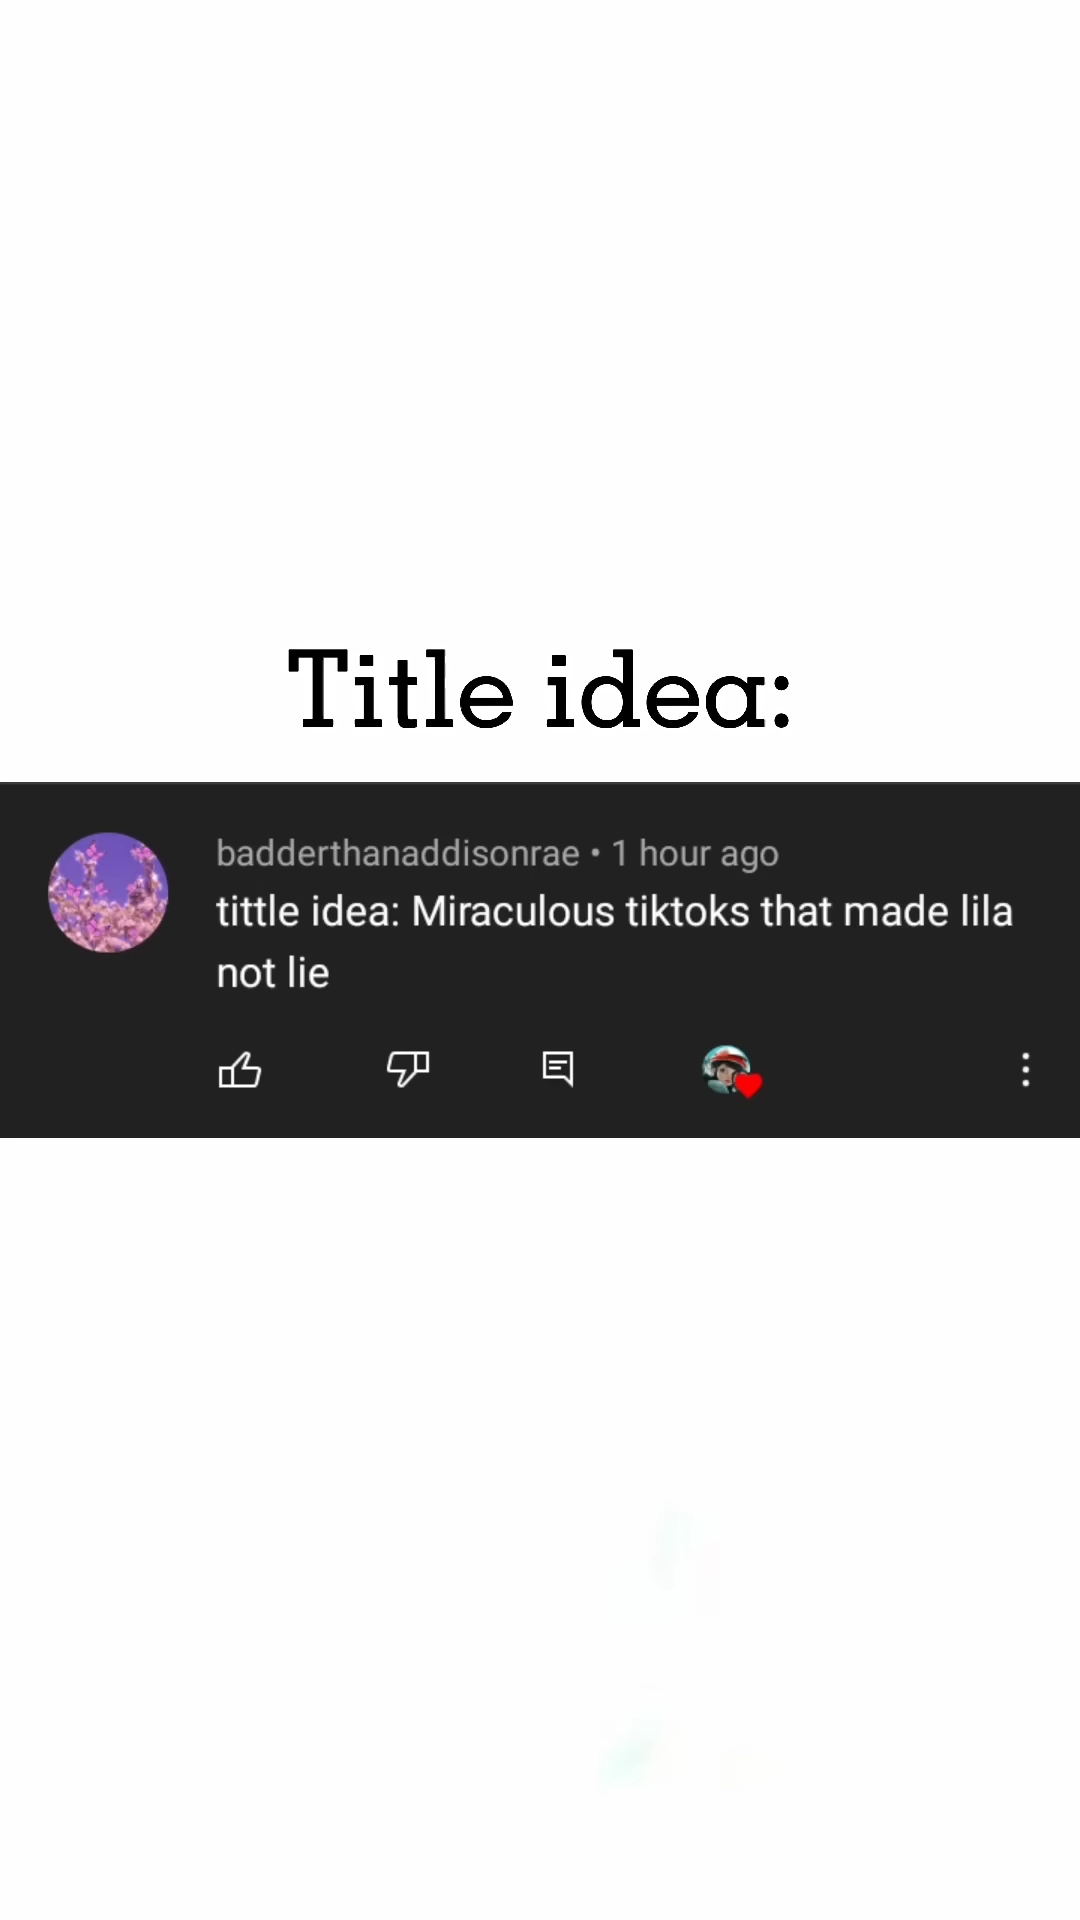 Title idea:
badderthanaddisonrae • 1 hour ago
tittle idea: Miraculous tiktoks that made lila
not lie